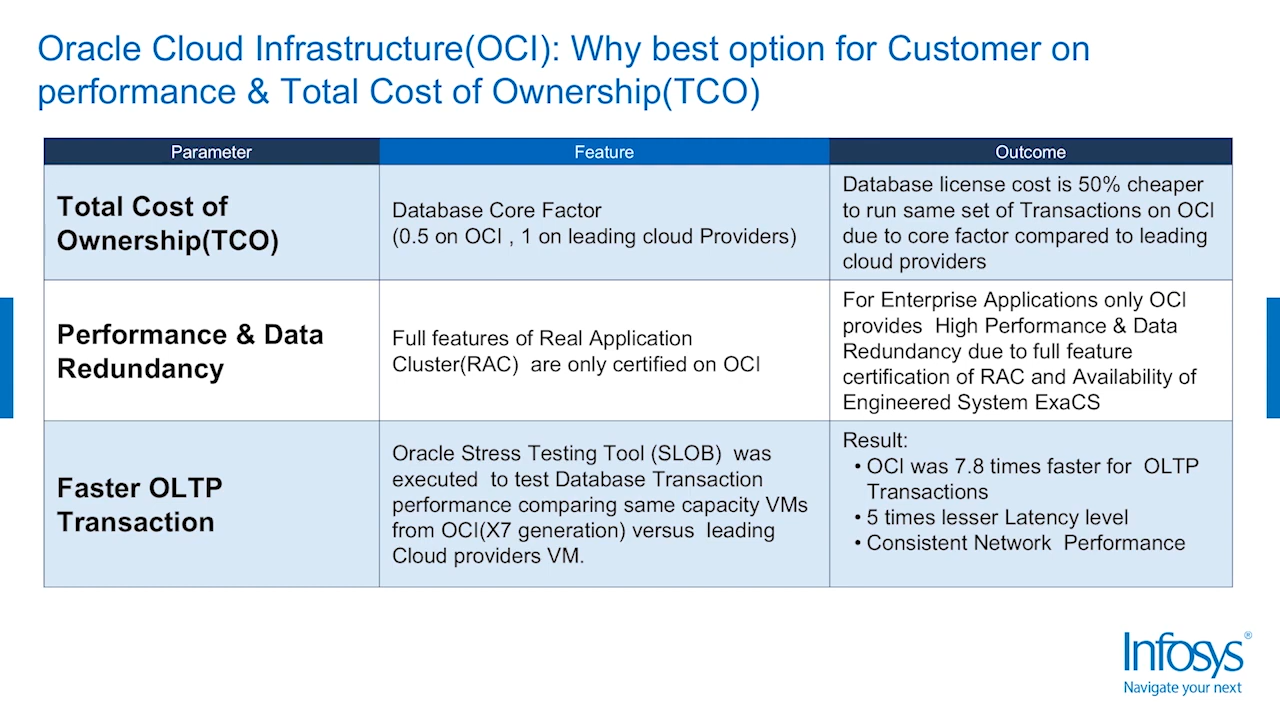 Oracle Cloud Infrastructure(OCI): Why best option for Customer on
performance & Total Cost of Ownership(TCO)
Parameter
Feature
Outcome
Total Cost of
Ownership(TCO)
Database Core Factor
(0.5 on OCI , 1 on leading cloud Providers)
Database license cost is 50% cheaper
to run same set of Transactions on OCI
due to core factor compared to leading
cloud providers
Performance & Data
Redundancy
Full features of Real Application
Cluster(RAC)  are only certified on OCI
For Enterprise Applications only OCI
provides  High Performance & Data
Redundancy due to full feature
certification of RAC and Availability of
Engineered System ExaCS
Faster OLTP
Transaction
Oracle Stress Testing Tool (SLOB)  was
executed  to test Database Transaction
performance comparing same capacity VMs
from OCI(X7 generation) versus  leading
Cloud providers VM.
Result:
• OCI was 7.8 times faster for  OLTP
Transactions
• 5 times lesser Latency level
• Consistent Network  Performance
Infosys®
Navigate your next